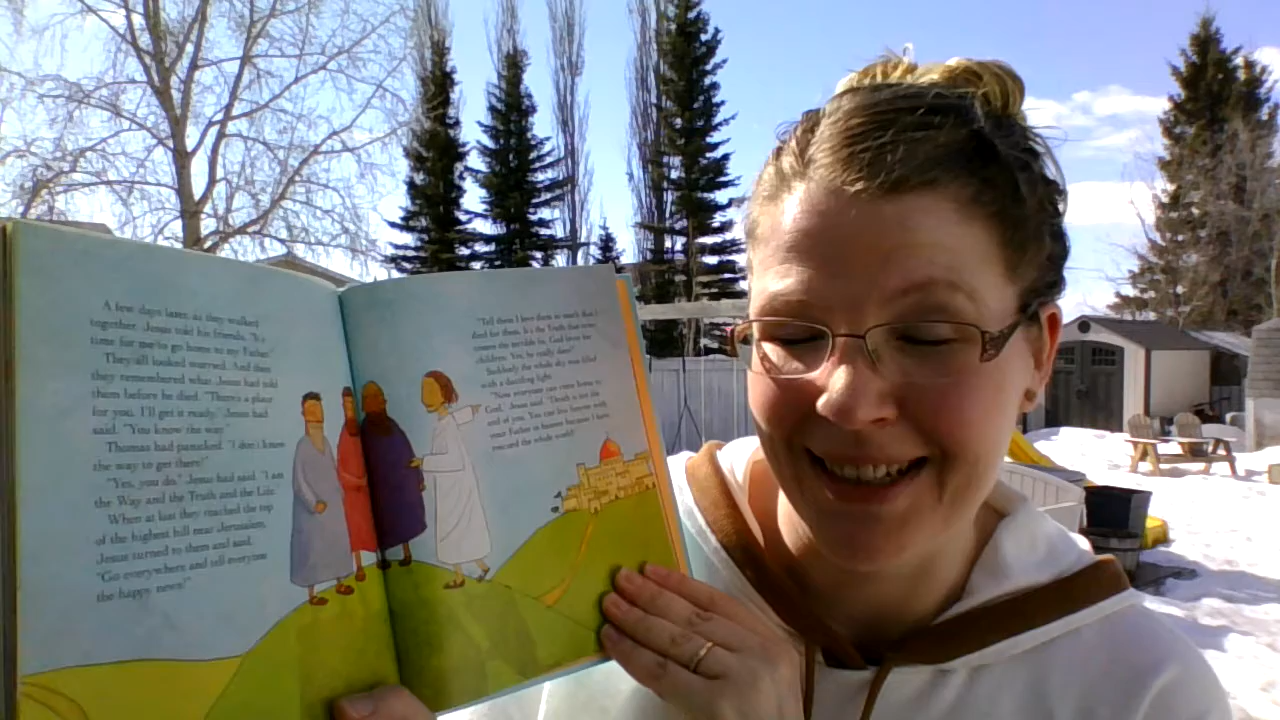 A few days later, as they walked
together, Jesus told his friends, "It's
time for me to go home to my Father."
They all looked worried. And then
they remembered what Jesus had told
them before he died. "There's a place
for you. I'll get it ready," Jesus had
said. "You know the way."
Thomas had panicked. "I don't know
the way to get there!"
"Yes, you do," Jesus had said. "I am
the Way and the Truth and the Life."
When at last they reached the top
of the highest hill near Jerusalem,
Jesus turned to them and said,
"Go everywhere and tell everyone
the happy news!"
"Tell them I love them so much that I
died for them. It's the Truth that over-
comes the terrible lie. God loves his
children. Yes, he really does!"
Suddenly the whole sky was filled
with a dazzling light.
"Now everyone can come home to
God," Jesus said. "Death is not the
end of you. You can live forever with
your Father in heaven because I have
rescued the whole world!"